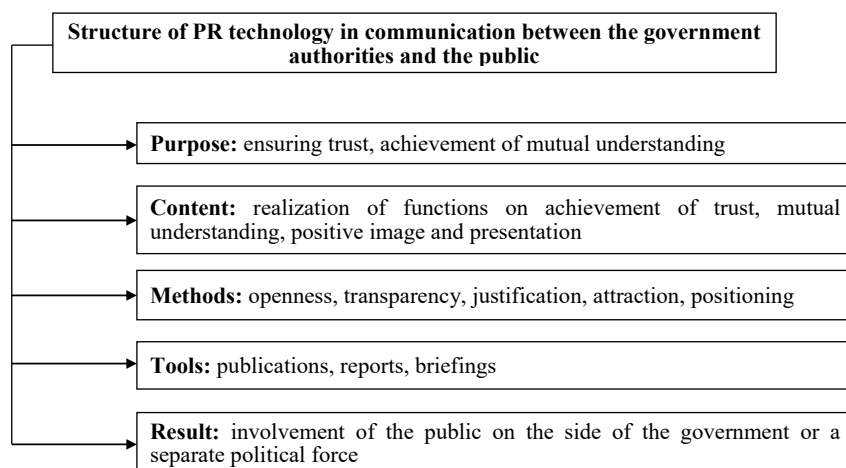 Structure of PR technology in communication between the government
authorities and the public
Purpose: ensuring trust, achievement of mutual understanding
Content: realization of functions on achievement of trust, mutual
understanding, positive image and presentation
Methods: openness, transparency, justification, attraction, positioning
Tools: publications, reports, briefings
Result: involvement of the public on the side of the government or a
separate political force